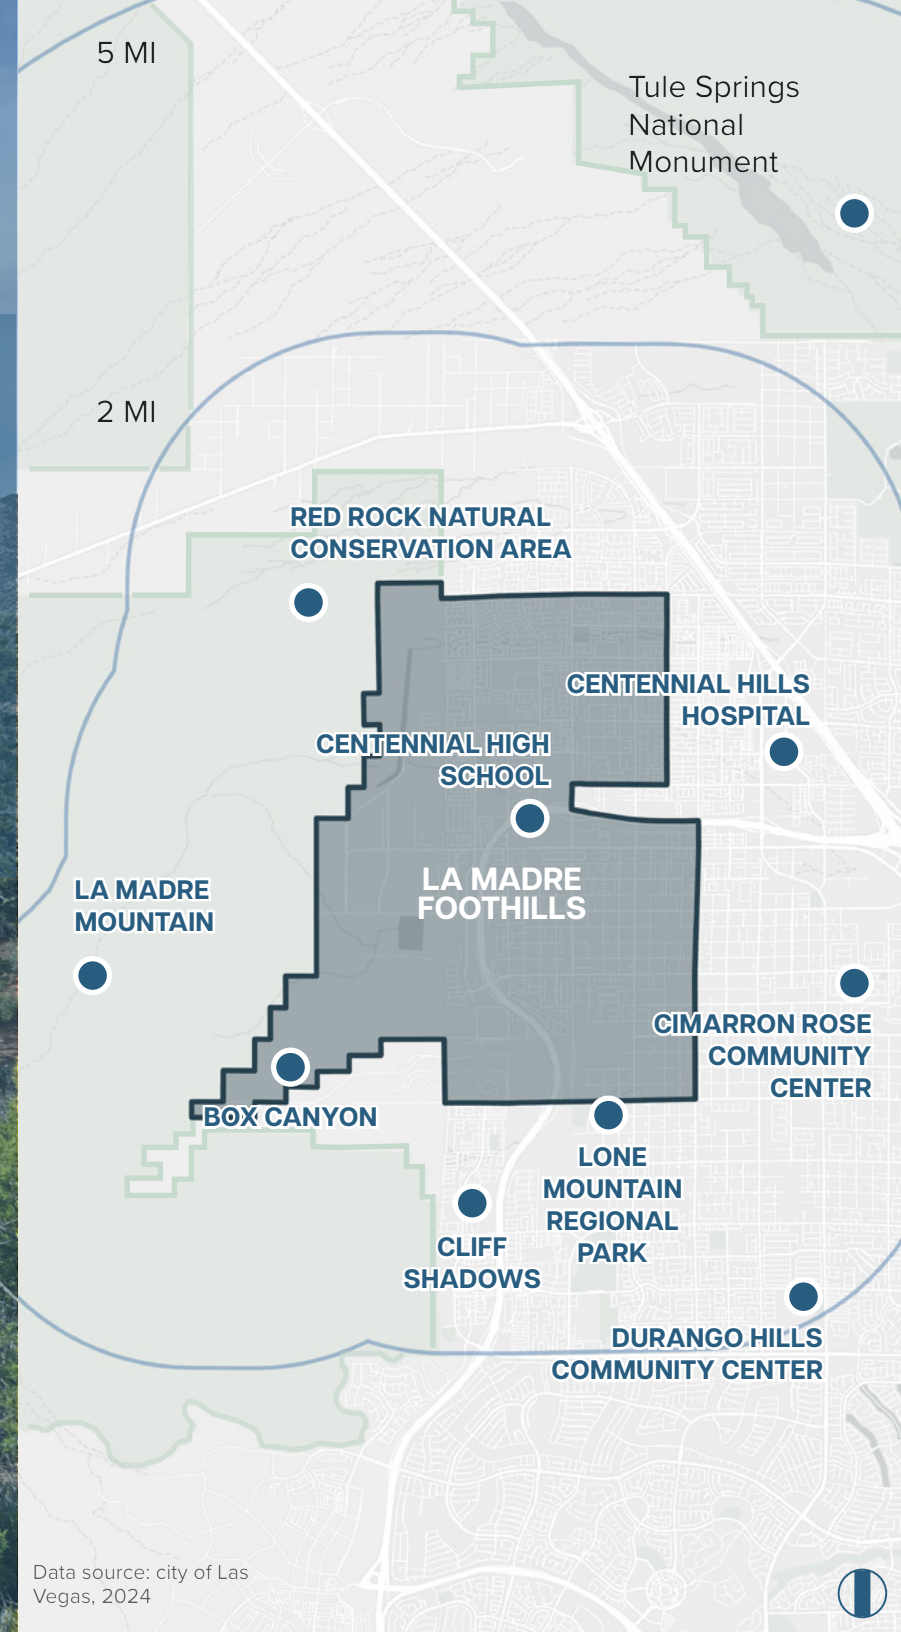 5 MI
Tule Springs
National
Monument
2 MI
RED ROCK NATURAL
CONSERVATION AREA
CENTENNIAL HILLS
HOSPITAL
CENTENNIAL HIGH
SCHOOL
LA MADRE
FOOTHILLS
LA MADRE
MOUNTAIN
CIMARRON ROSE
COMMUNITY
CENTER
BOX CANYON
LONE
MOUNTAIN
REGIONAL
PARK
CLIFF
SHADOWS
DURANGO HILLS
COMMUNITY CENTER
Data source: city of Las
Vegas, 2024